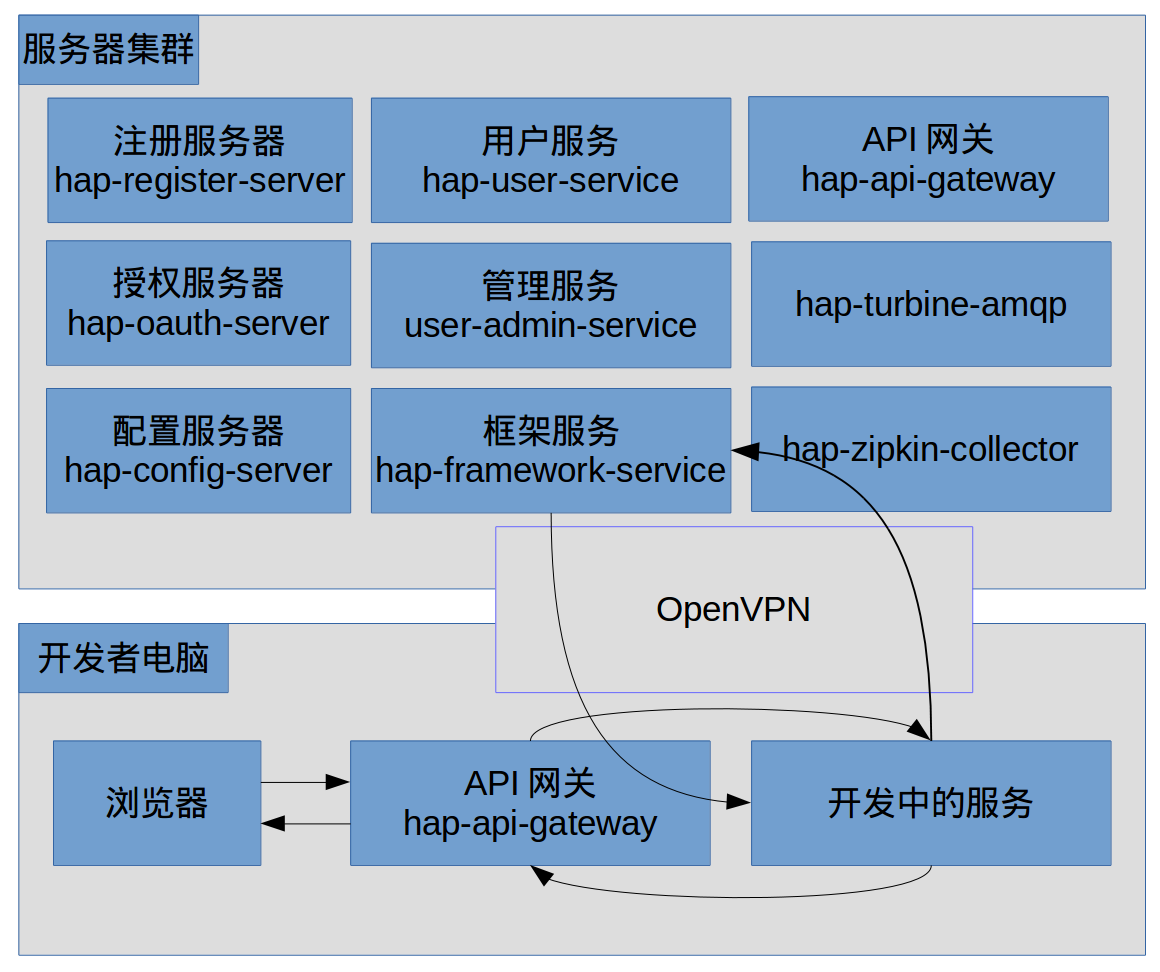 服务器集群
注册服务器
hap-register-server
用户服务
hap-user-service
API 网关
hap-api-gateway
授权服务器
hap-oauth-server
管理服务
user-admin-service
hap-turbine-amqp
配置服务器
hap-config-server
框架服务
hap-framework-service
hap-zipkin-collector
OpenVPN
开发者电脑
浏览器
API 网关
hap-api-gateway
开发中的服务